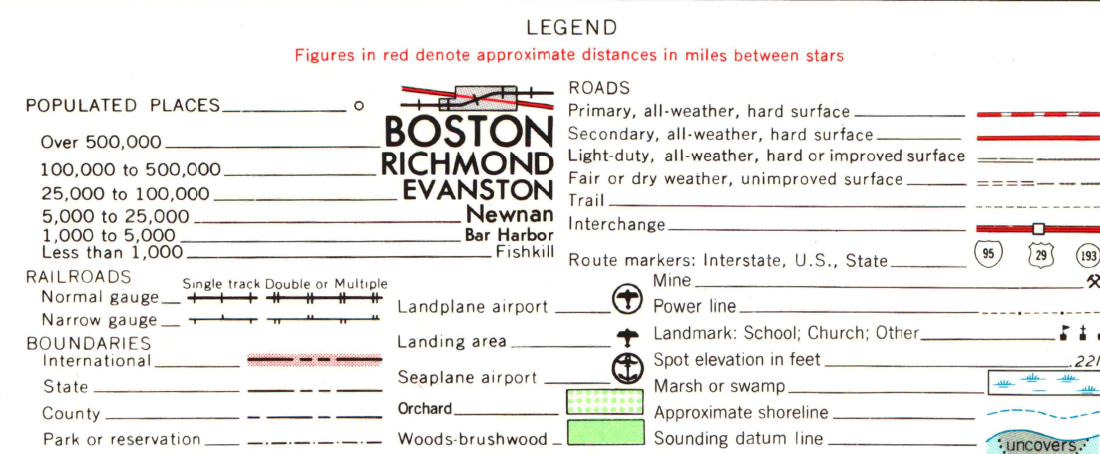 LEGEND
Figures in red denote approximate distances in miles between stars
POPULATED PLACES
Over 500,000 BOSTON
100,000 to 500,000 RICHMOND
25,000 to 100,000 EVANSTON
5,000 to 25,000 Newnan
1,000 to 5,000 Bar Harbor
Less than 1,000 Fishkill
RAILROADS
Single track Double or Multiple
Normal gauge
Narrow gauge
BOUNDARIES
International
State
County
Park or reservation
Landplane airport
Landing area
Seaplane airport
Orchard
Woods-brushwood
ROADS
Primary, all-weather, hard surface
Secondary, all-weather, hard surface
Light-duty, all-weather, hard or improved surface
Fair or dry weather, unimproved surface
Trail
Interchange
Route markers: Interstate, U.S., State 95 29 193
Mine
Power line
Landmark: School; Church; Other
Spot elevation in feet .221
Marsh or swamp
Approximate shoreline
Sounding datum line
uncovers